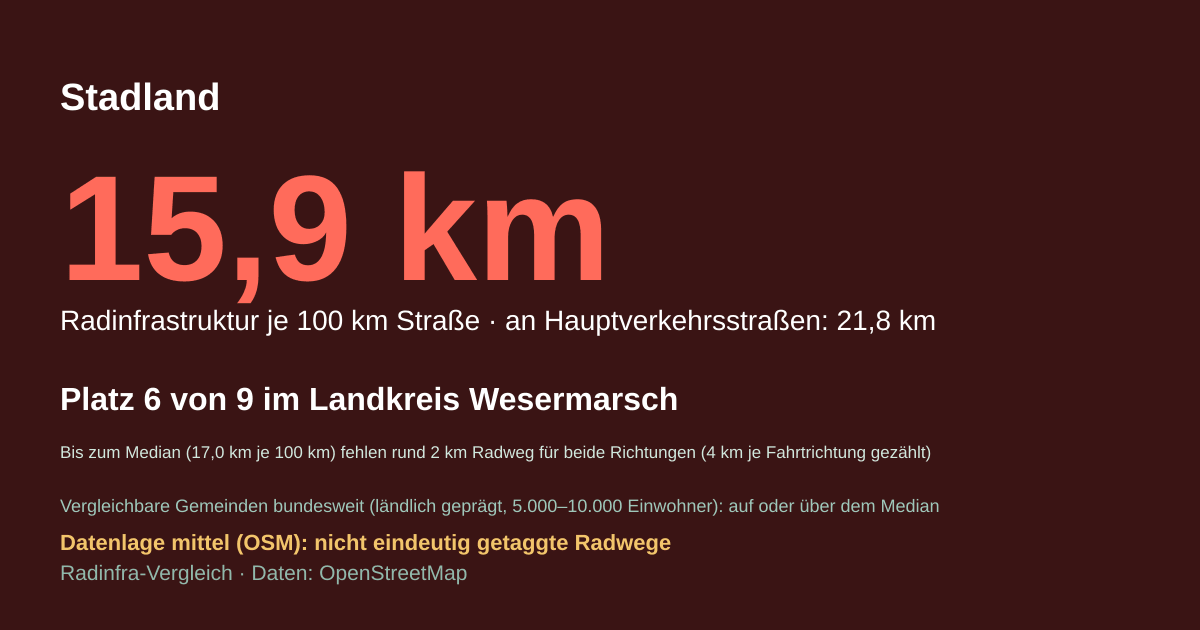 Stadland
15,9 km
Radinfrastruktur je 100 km Straße · an Hauptverkehrsstraßen: 21,8 km
Platz 6 von 9 im Landkreis Wesermarsch
Bis zum Median (17,0 km je 100 km) fehlen rund 2 km Radweg für beide Richtungen (4 km je Fahrtrichtung gezählt)
Vergleichbare Gemeinden bundesweit (ländlich geprägt, 5.000–10.000 Einwohner): auf oder über dem Median
Datenlage mittel (OSM): nicht eindeutig getaggte Radwege
Radinfra-Vergleich · Daten: OpenStreetMap